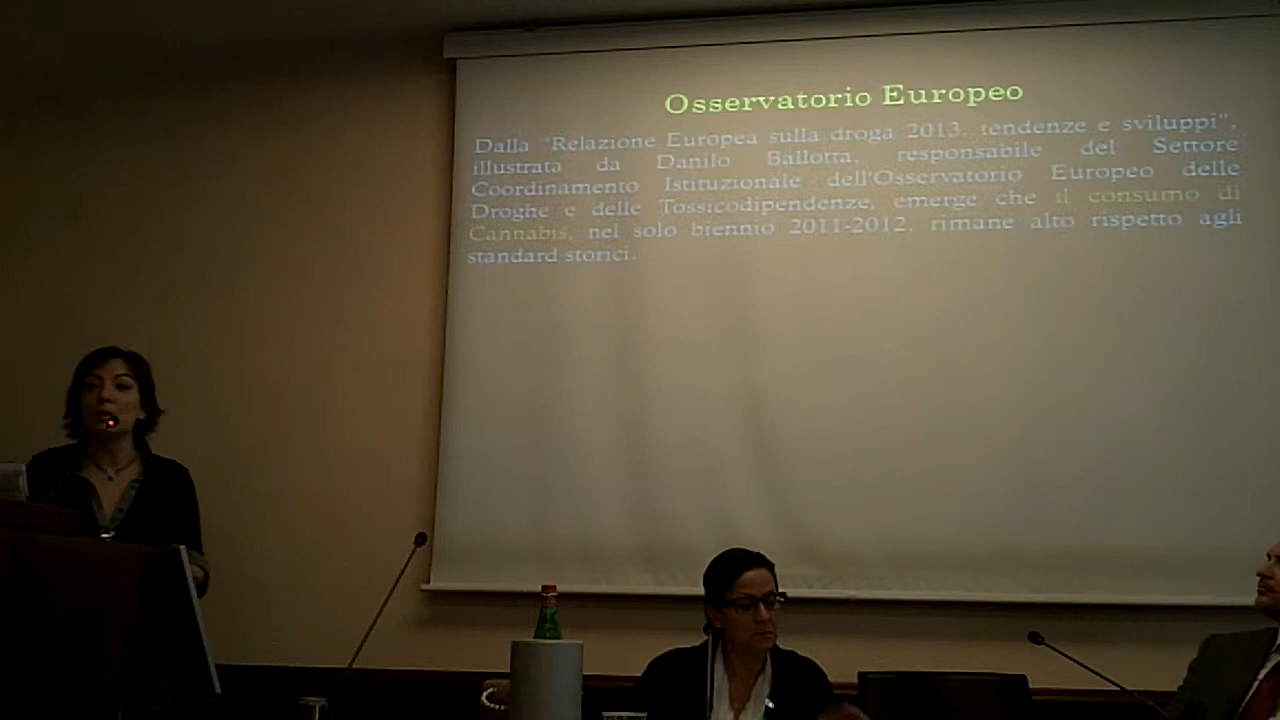 Osservatorio Europeo
Dalla "Relazione Europea sulla droga 2013. tendenze e sviluppi",
illustrata da Danilo Ballotta, responsabile del Settore
Coordinamento Istituzionale dell'Osservatorio Europeo delle
Droghe e delle Tossicodipendenze, emerge che il consumo di
Cannabis, nel solo biennio 2011-2012, rimane alto rispetto agli
standard storici.